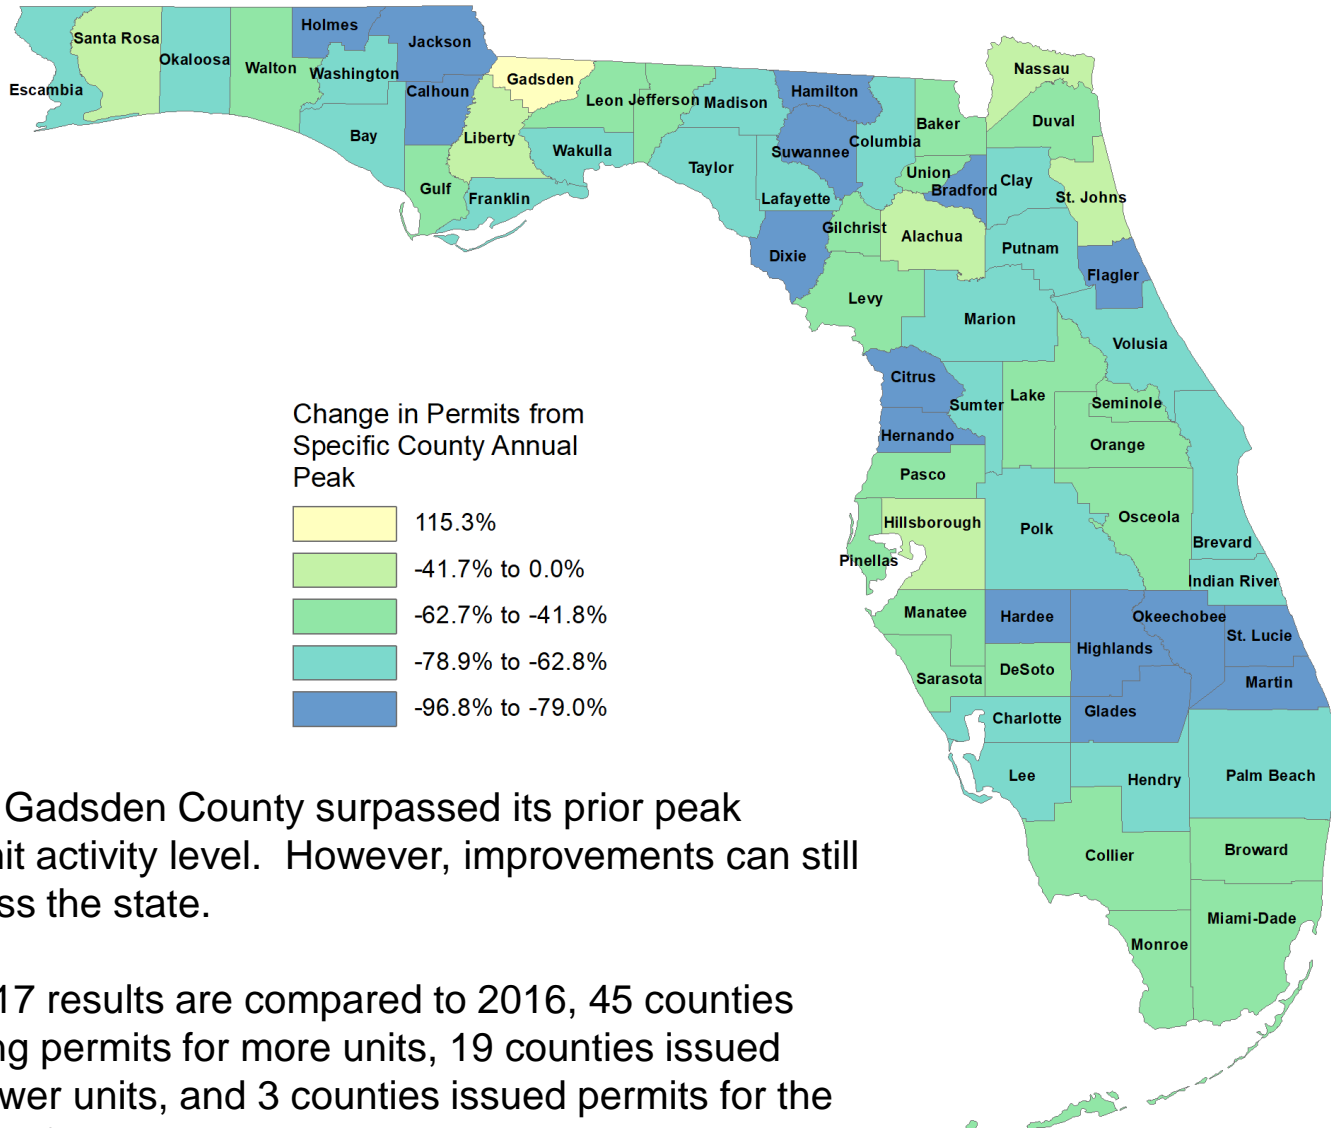 Holmes
Santa Rosa
Jackson
Okaloosa
Walton
Washington
Escambia
Calhoun
Gadsden
Leon
Jefferson
Madison
Hamilton
Nassau
Bay
Liberty
Wakulla
Taylor
Suwannee
Columbia
Baker
Duval
Gulf
Franklin
Lafayette
Union
Bradford
Clay
St. Johns
Dixie
Gilchrist
Alachua
Putnam
Flagler
Levy
Marion
Volusia
Citrus
Sumter
Lake
Seminole
Hernando
Orange
Pasco
Hillsborough
Polk
Osceola
Brevard
Pinellas
Indian River
Manatee
Hardee
Okeechobee
St. Lucie
Highlands
Sarasota
DeSoto
Martin
Charlotte
Glades
Lee
Hendry
Palm Beach
Collier
Broward
Miami-Dade
Monroe
Change in Permits from
Specific County Annual
Peak
115.3%
-41.7% to 0.0%
-62.7% to -41.8%
-78.9% to -62.8%
-96.8% to -79.0%
Gadsden County surpassed its prior peak
it activity level. However, improvements can still
ss the state.
17 results are compared to 2016, 45 counties
ng permits for more units, 19 counties issued
wer units, and 3 counties issued permits for the